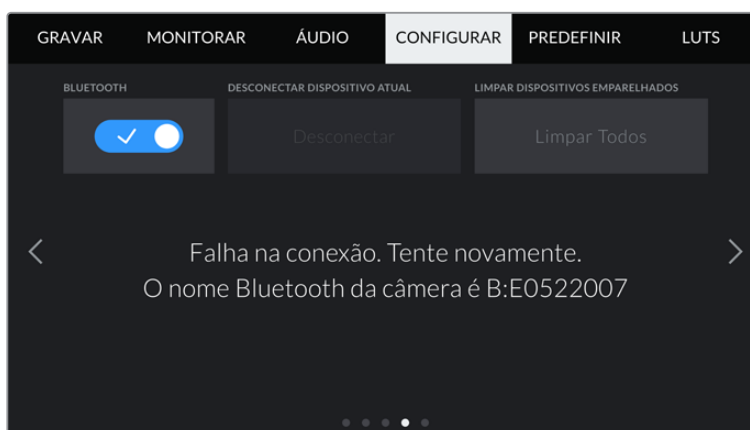 GRAVAR MONITORAR ÁUDIO CONFIGURAR PREDEFINIR LUTS
BLUETOOTH DESCONECTAR DISPOSITIVO ATUAL LIMPAR DISPOSITIVOS EMPARELHADOS
Desconectar Limpar Todos
Falha na conexão. Tente novamente.
O nome Bluetooth da câmera é B:E0522007